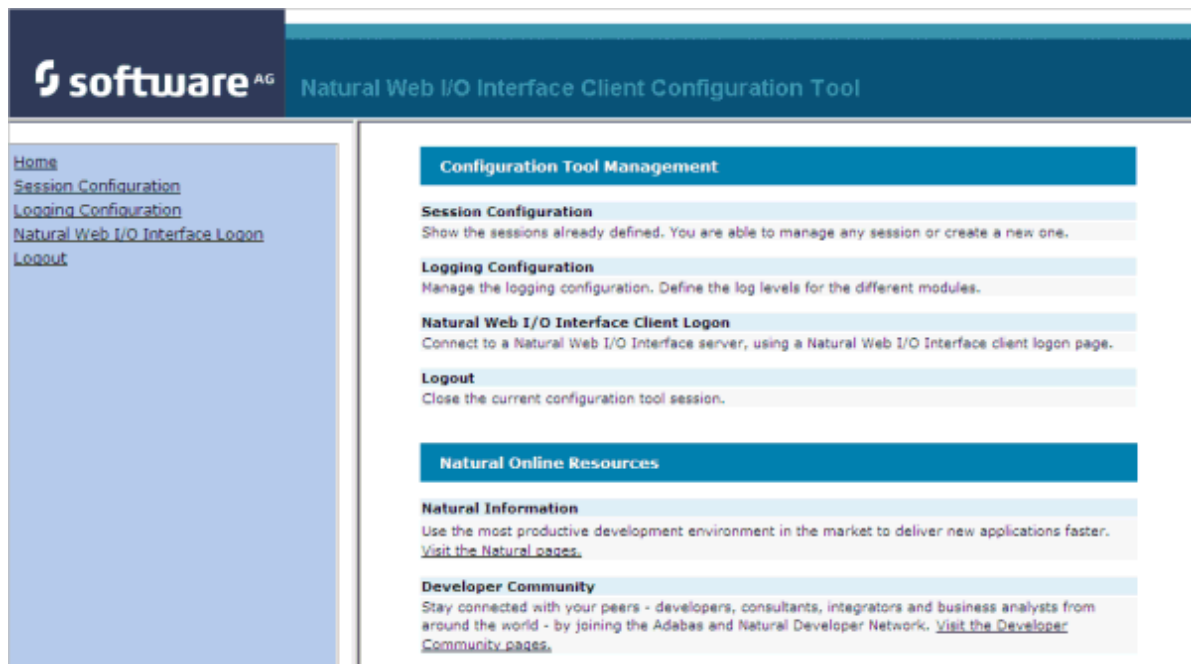 software AG
Natural Web I/O Interface Client Configuration Tool
Home
Session Configuration
Logging Configuration
Natural Web I/O Interface Logon
Logout
Configuration Tool Management
Session Configuration
Show the sessions already defined. You are able to manage any session or create a new one.
Logging Configuration
Manage the logging configuration. Define the log levels for the different modules.
Natural Web I/O Interface Client Logon
Connect to a Natural Web I/O Interface server, using a Natural Web I/O Interface client logon page.
Logout
Close the current configuration tool session.
Natural Online Resources
Natural Information
Use the most productive development environment in the market to deliver new applications faster.
Visit the Natural pages.
Developer Community
Stay connected with your peers - developers, consultants, integrators and business analysts from
around the world - by joining the Adabas and Natural Developer Network. Visit the Developer
Community pages.